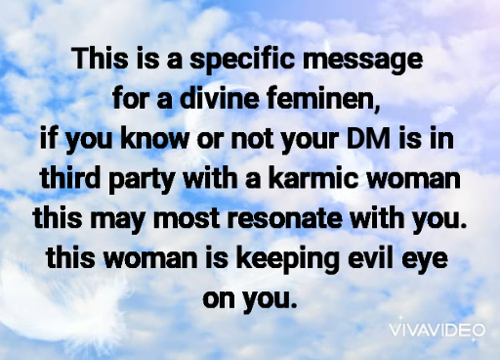 This is a specific message
for a divine feminen,
if you know or not your DM is in
third party with a karmic woman
this may most resonate with you.
this woman is keeping evil eye
on you.
VIVAVIDEO